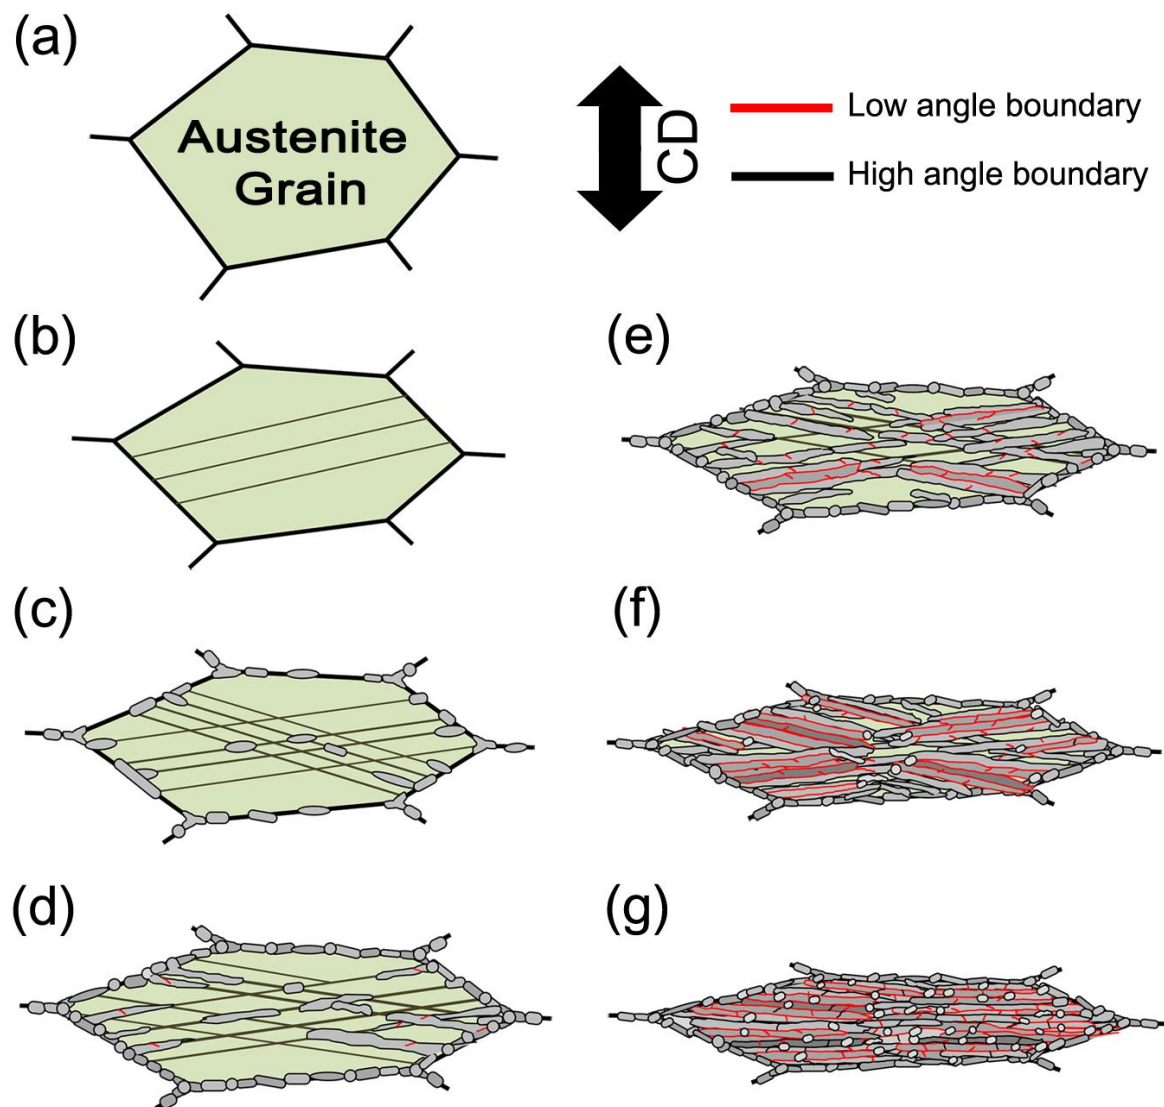 (a)
Austenite
Grain
CD
Low angle boundary
High angle boundary
(b)
(e)
(c)
(f)
(d)
(g)